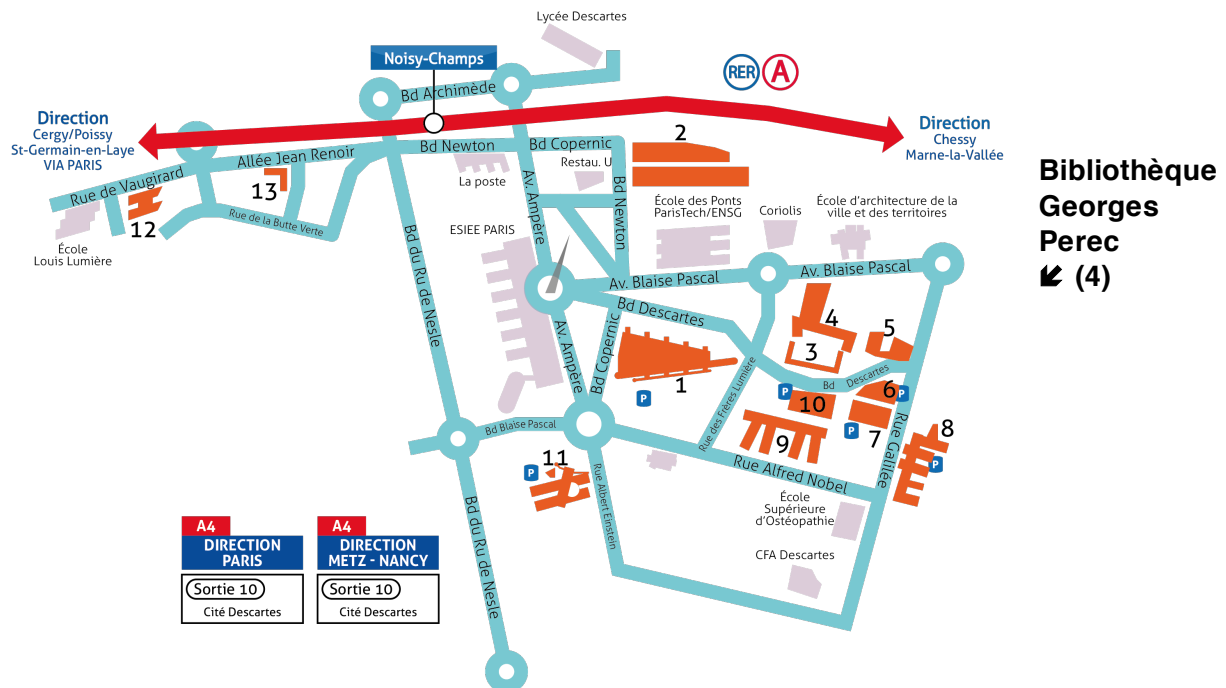 Lycée Descartes
Noisy-Champs
RER A
Bd Archimède
Direction
Cergy/Poissy
St-Germain-en-Laye
VIA PARIS
Direction
Chessy
Marne-la-Vallée
Bibliothèque
Georges
Perec
(4)
Allée Jean Renoir
Bd Newton
Bd Copernic
2
Restau. U
La poste
Rue de Vaugirard
13
12
Rue de la Butte Verte
École
Louis Lumière
Bd du Ru de Nesle
ESIEE PARIS
Av. Ampère
Bd Newton
École des Ponts
ParisTech/ENSG
Coriolis
École d'architecture de la
ville et des territoires
Av. Blaise Pascal
Av. Blaise Pascal
Bd Descartes
Av. Ampère
Bd Copernic
4
5
3
1
P
Rue des Frères Lumière
Bd Descartes
P
10
6
P
7
P
8
P
9
Rue Galilée
Bd Blaise Pascal
11
P
Rue Albert Einstein
Rue Alfred Nobel
École
Supérieure
d'Ostéopathie
CFA Descartes
Bd du Ru de Nesle
A4
DIRECTION
PARIS
Sortie 10
Cité Descartes
A4
DIRECTION
METZ - NANCY
Sortie 10
Cité Descartes